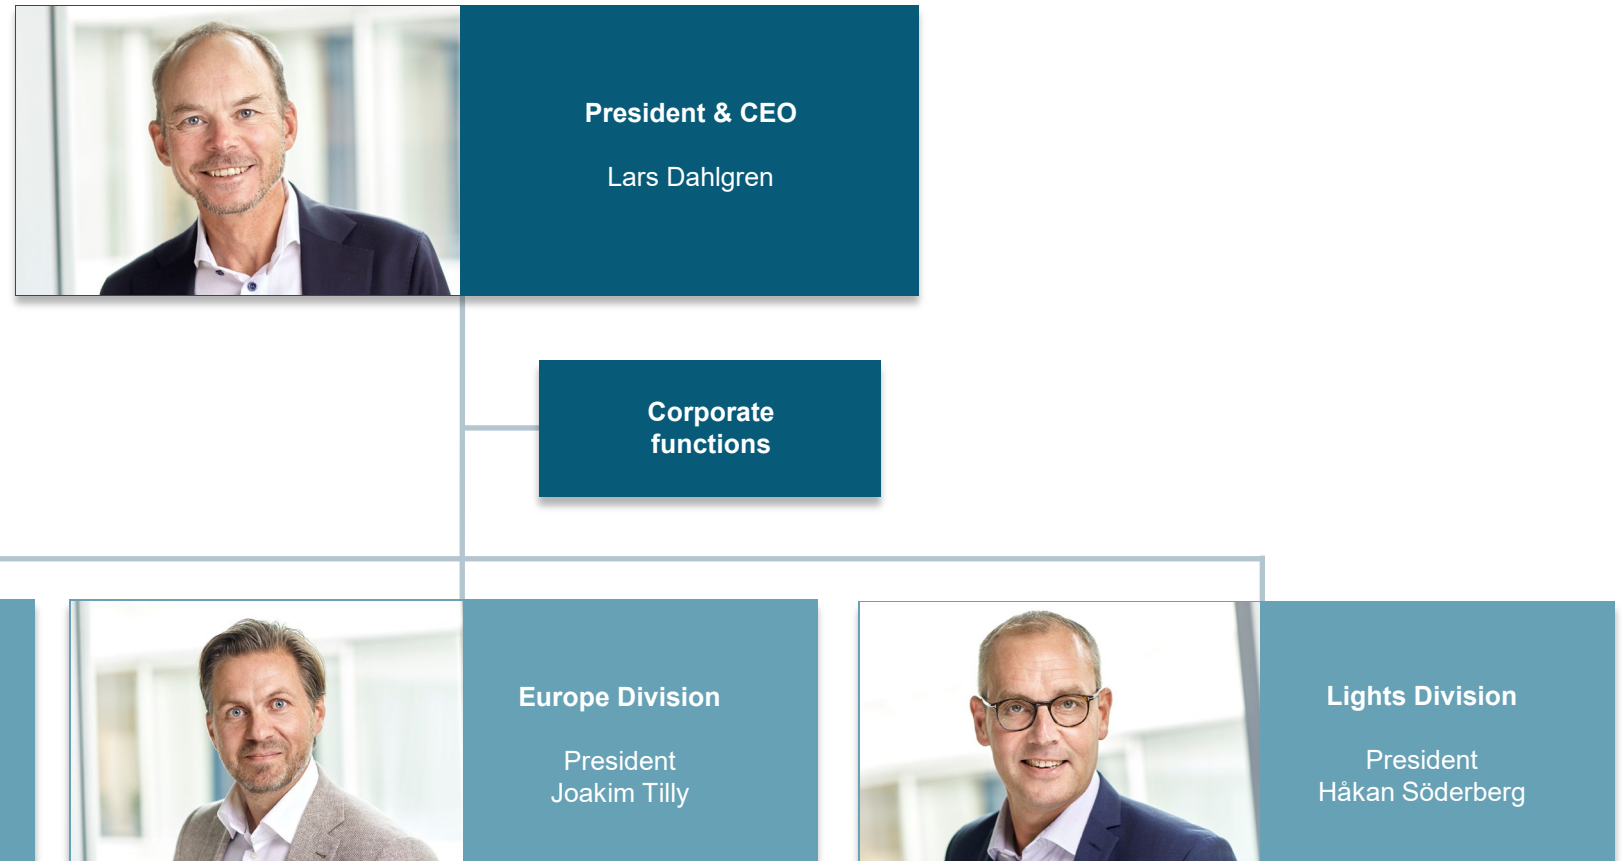 President & CEO
Lars Dahlgren
Corporate
functions
Europe Division
President
Joakim Tilly
Lights Division
President
Håkan Söderberg